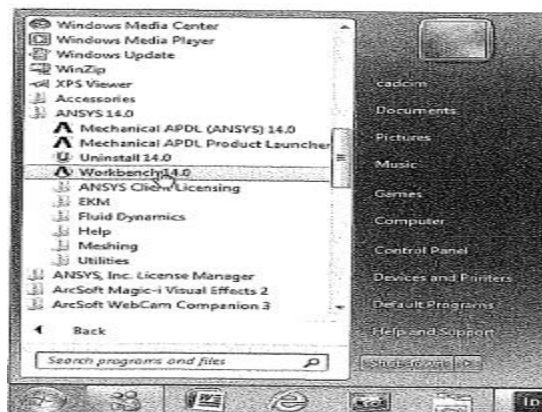 Windows Media Center
Windows Media Player
Windows Update
WinZip
XPS Viewer
Accessories
ANSYS 14.0
Mechanical APDL (ANSYS) 14.0
Mechanical APDL Product Launcher
Uninstall 14.0
Workbench 14.0
ANSYS Client Licensing
EKM
Fluid Dynamics
Help
Meshing
Utilities
ANSYS, Inc. License Manager
ArcSoft Magic-i Visual Effects 2
ArcSoft WebCam Companion 3
Back
Search programs and files
cadcim
Documents
Pictures
Music
Games
Computer
Control Panel
Devices and Printers
Default Programs
Help and Support
Shut down